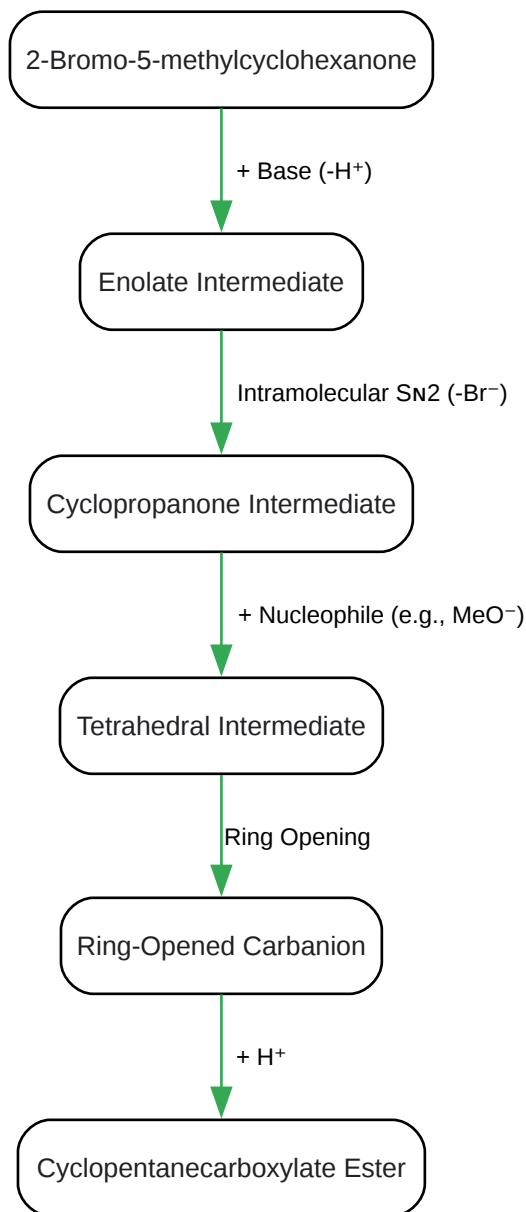 2-Bromo-5-methylcyclohexanone
+ Base (-H⁺)
Enolate Intermediate
Intramolecular Sɴ2 (-Br⁻)
Cyclopropanone Intermediate
+ Nucleophile (e.g., MeO⁻)
Tetrahedral Intermediate
Ring Opening
Ring-Opened Carbanion
+ H⁺
Cyclopentanecarboxylate Ester